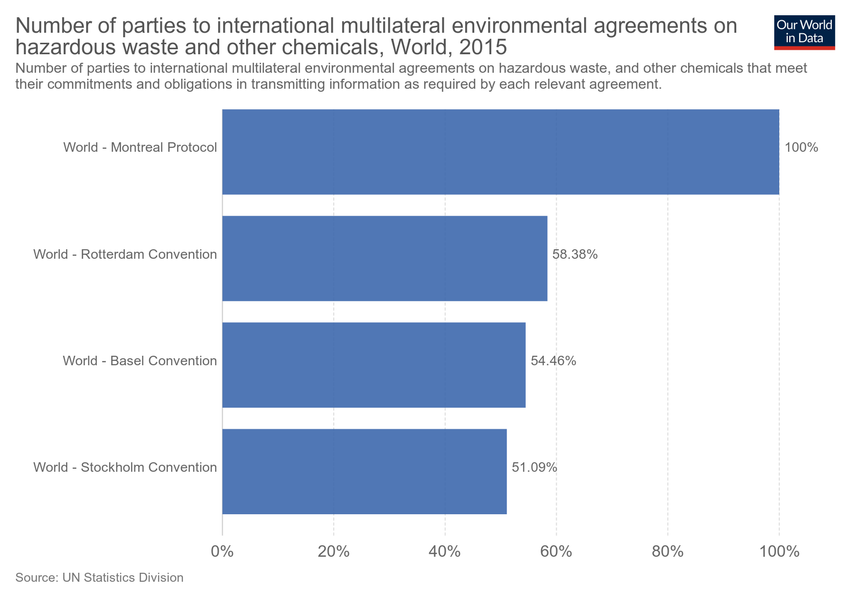 Number of parties to international multilateral environmental agreements on
hazardous waste and other chemicals, World, 2015
Our World
in Data
Number of parties to international multilateral environmental agreements on hazardous waste, and other chemicals that meet
their commitments and obligations in transmitting information as required by each relevant agreement.
World - Montreal Protocol
100%
World - Rotterdam Convention
58.38%
World - Basel Convention
54.46%
World - Stockholm Convention
51.09%
0%
20%
40%
60%
80%
100%
Source: UN Statistics Division